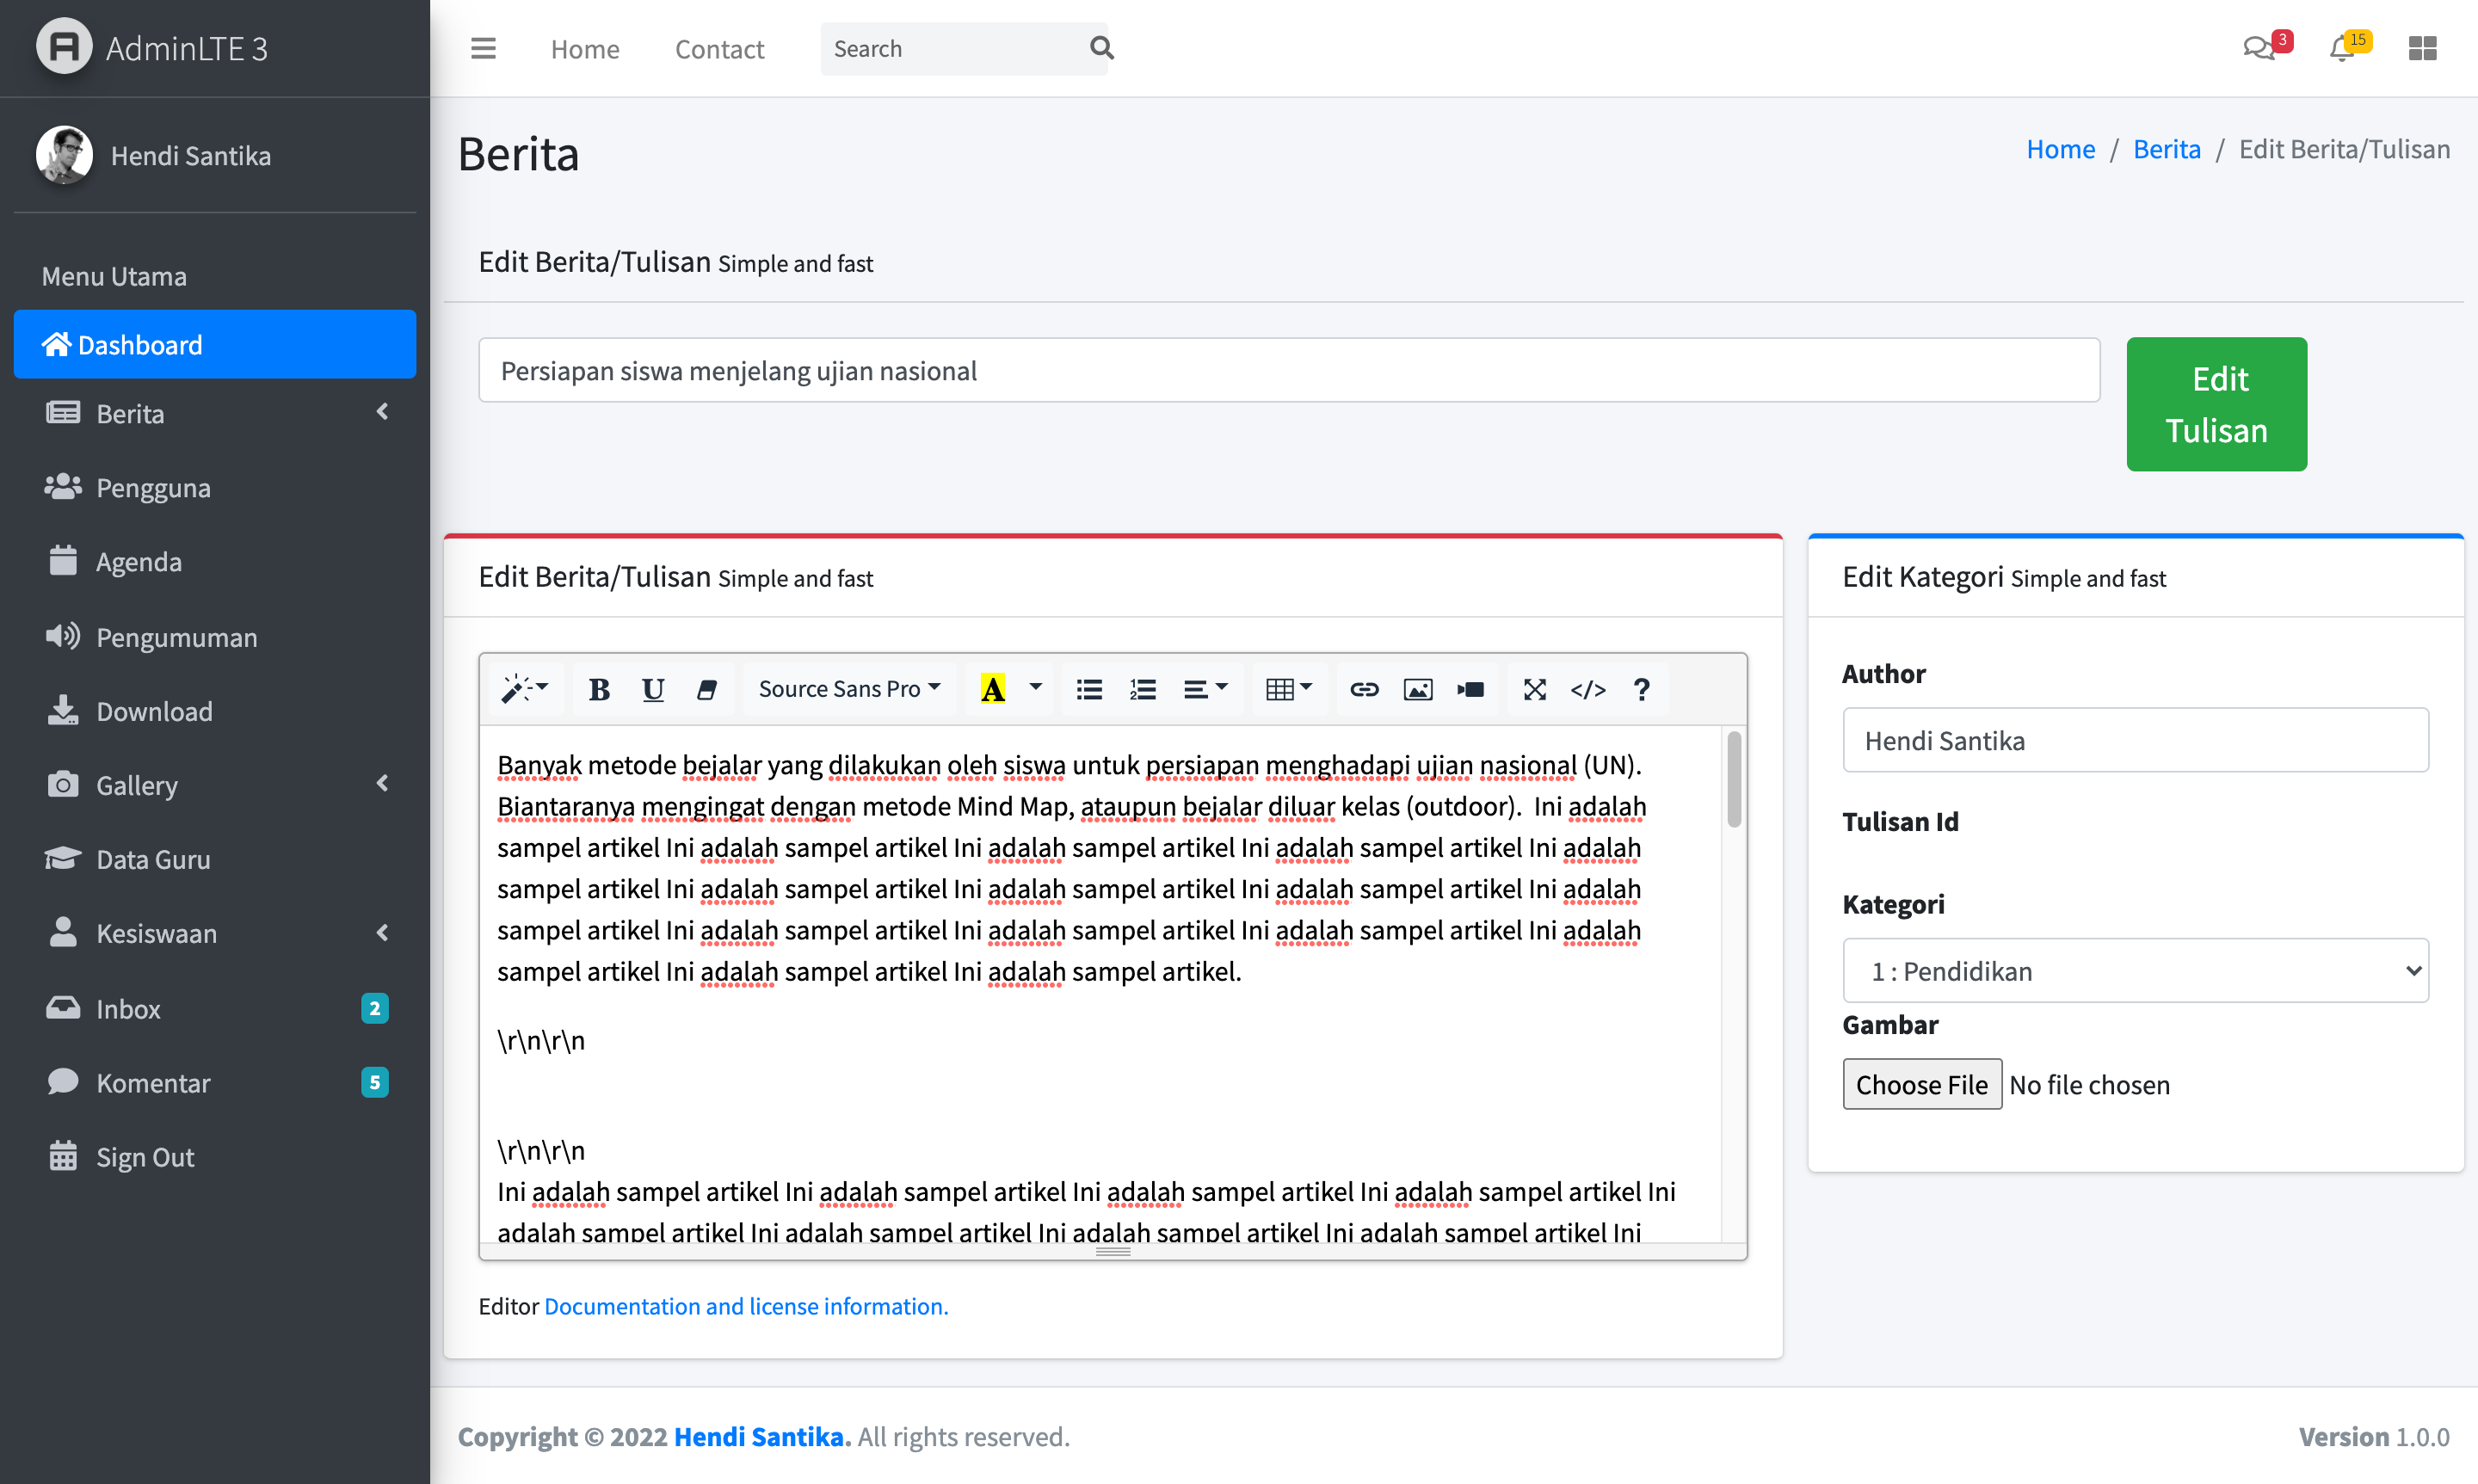 AdminLTE 3
Hendi Santika
Menu Utama
Dashboard
Berita
Pengguna
Agenda
Pengumuman
Download
Gallery
Data Guru
Kesiswaan
Inbox 2
Komentar 5
Sign Out
Home Contact Search 3 15
Berita
Home / Berita / Edit Berita/Tulisan
Edit Berita/Tulisan Simple and fast
Persiapan siswa menjelang ujian nasional
Edit
Tulisan
Edit Berita/Tulisan Simple and fast
B U Source Sans Pro A </> ?
Banyak metode bejalar yang dilakukan oleh siswa untuk persiapan menghadapi ujian nasional (UN).
Biantaranya mengingat dengan metode Mind Map, ataupun bejalar diluar kelas (outdoor).  Ini adalah
sampel artikel Ini adalah sampel artikel Ini adalah sampel artikel Ini adalah sampel artikel Ini adalah
sampel artikel Ini adalah sampel artikel Ini adalah sampel artikel Ini adalah sampel artikel Ini adalah
sampel artikel Ini adalah sampel artikel Ini adalah sampel artikel Ini adalah sampel artikel Ini adalah
sampel artikel Ini adalah sampel artikel Ini adalah sampel artikel.
\r\n\r\n
\r\n\r\n
Ini adalah sampel artikel Ini adalah sampel artikel Ini adalah sampel artikel Ini adalah sampel artikel Ini
adalah sampel artikel Ini adalah sampel artikel Ini adalah sampel artikel Ini adalah sampel artikel Ini
Editor Documentation and license information.
Edit Kategori Simple and fast
Author
Hendi Santika
Tulisan Id
Kategori
1 : Pendidikan
Gambar
Choose File No file chosen
Copyright © 2022 Hendi Santika. All rights reserved.
Version 1.0.0